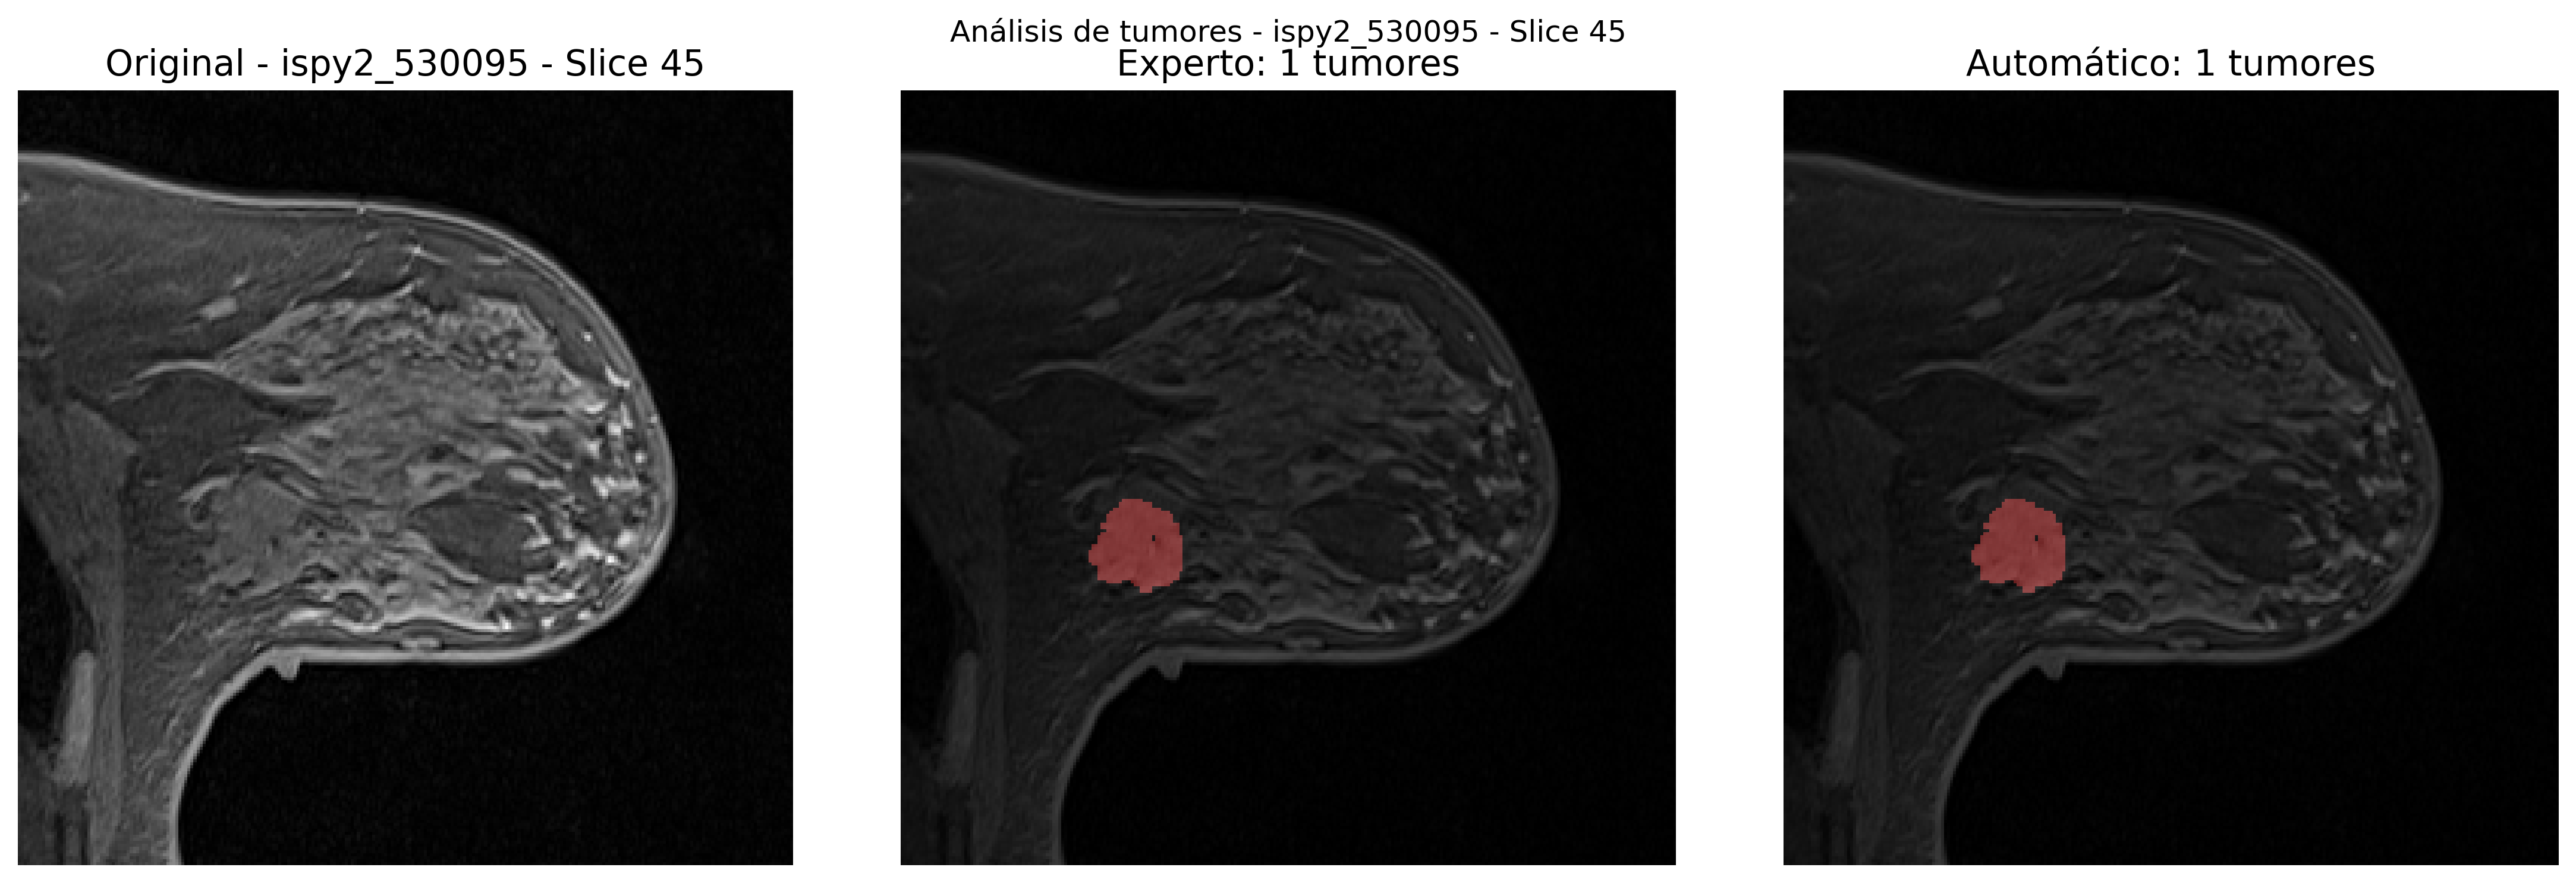 Análisis de tumores - ispy2_530095 - Slice 45
Original - ispy2_530095 - Slice 45
Experto: 1 tumores
Automático: 1 tumores